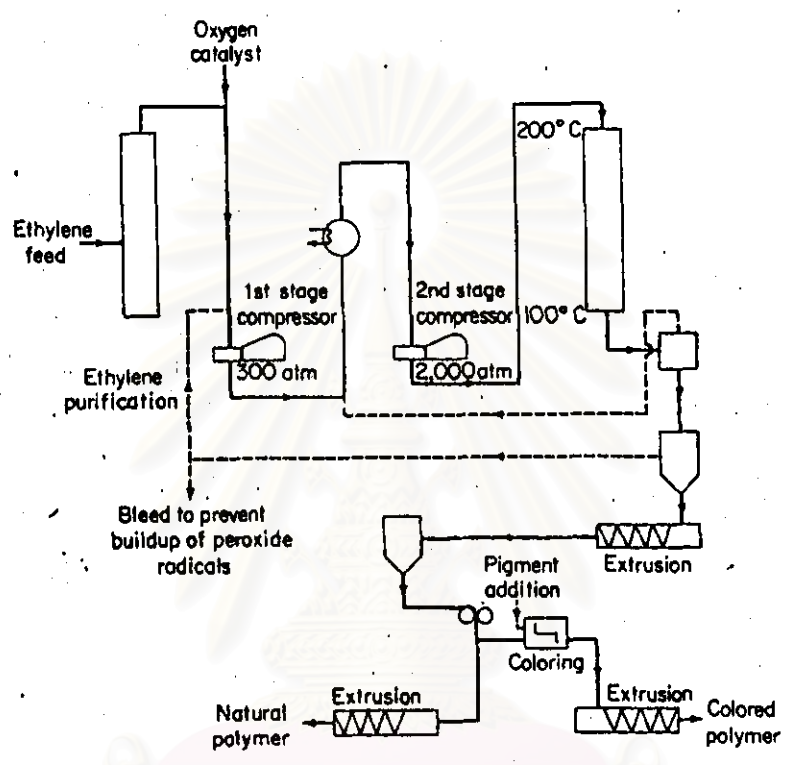 Oxygen
catalyst
200° C
Ethylene
feed
1st stage
compressor
300 atm
2nd stage
compressor
2,000 atm
100° C
Ethylene
purification
Bleed to prevent
buildup of peroxide
radicals
Extrusion
Pigment
addition
Coloring
Extrusion
Natural
polymer
Extrusion
Colored
polymer